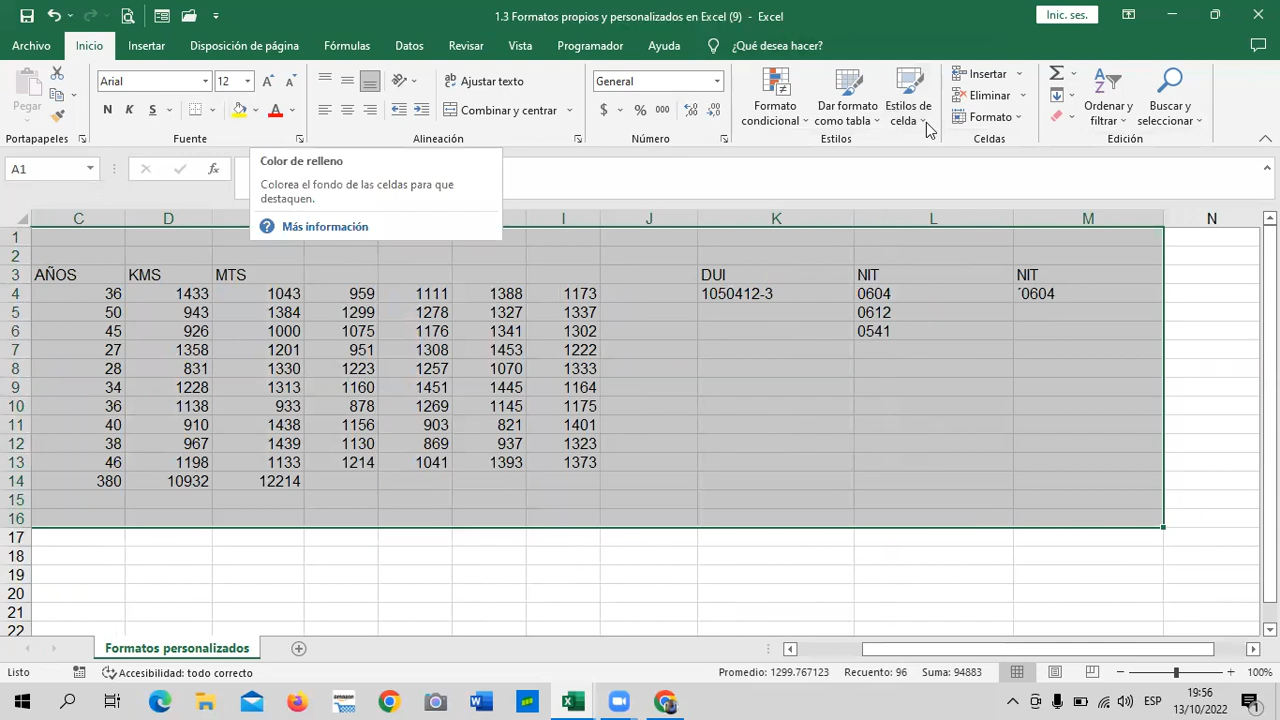 1.3 Formatos propios y personalizados en Excel (9) - Excel
Inic. ses.
Archivo Inicio Insertar Disposición de página Fórmulas Datos Revisar Vista Programador Ayuda ¿Qué desea hacer?
Pegar
Arial 12
Ajustar texto
General
Formato condicional
Dar formato como tabla
Estilos de celda
Insertar
Eliminar
Formato
Ordenar y filtrar
Buscar y seleccionar
N K S
Combinar y centrar
$ % 000
Portapapeles Fuente Alineación Número Estilos Celdas Edición
A1 fx
Color de relleno
Colorea el fondo de las celdas para que
destaquen.
Más información
C D I J K L M N
1
2
3 AÑOS KMS MTS DUI NIT NIT
4 36 1433 1043 959 1111 1388 1173 1050412-3 0604 ´0604
5 50 943 1384 1299 1278 1327 1337 0612
6 45 926 1000 1075 1176 1341 1302 0541
7 27 1358 1201 951 1308 1453 1222
8 28 831 1330 1223 1257 1070 1333
9 34 1228 1313 1160 1451 1445 1164
10 36 1138 933 878 1269 1145 1175
11 40 910 1438 1156 903 821 1401
12 38 967 1439 1130 869 937 1323
13 46 1198 1133 1214 1041 1393 1373
14 380 10932 12214
15
16
17
18
19
20
21
22
Formatos personalizados
Listo Accesibilidad: todo correcto Promedio: 1299.767123 Recuento: 96 Suma: 94883 100%
ESP
19:56
13/10/2022